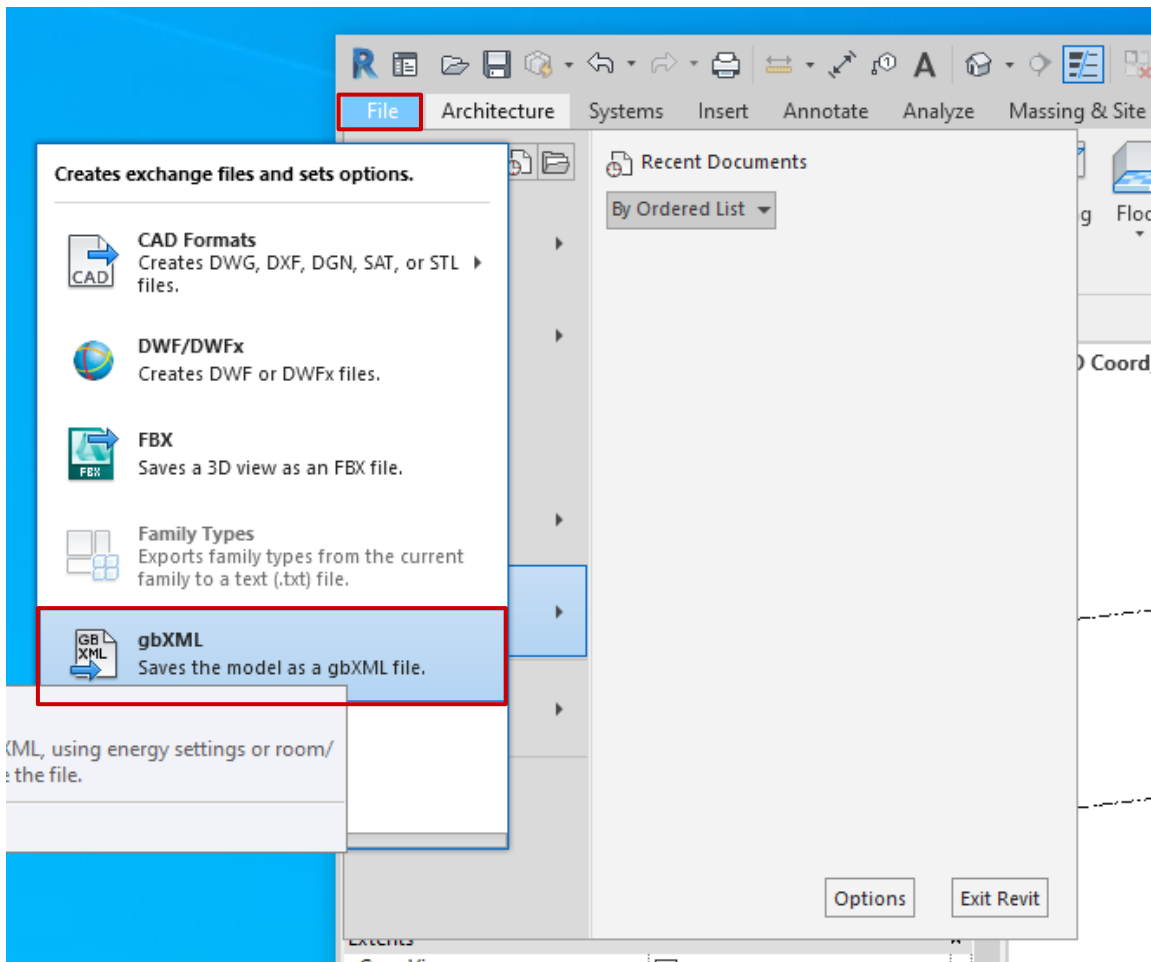 File Architecture Systems Insert Annotate Analyze Massing & Site
Creates exchange files and sets options.
Recent Documents
By Ordered List
CAD Formats
Creates DWG, DXF, DGN, SAT, or STL
files.
CAD
DWF/DWFx
Creates DWF or DWFx files.
FBX
Saves a 3D view as an FBX file.
FBX
Family Types
Exports family types from the current
family to a text (.txt) file.
gbXML
Saves the model as a gbXML file.
GB
XML
XML, using energy settings or room/
the file.
Coord
Options Exit Revit